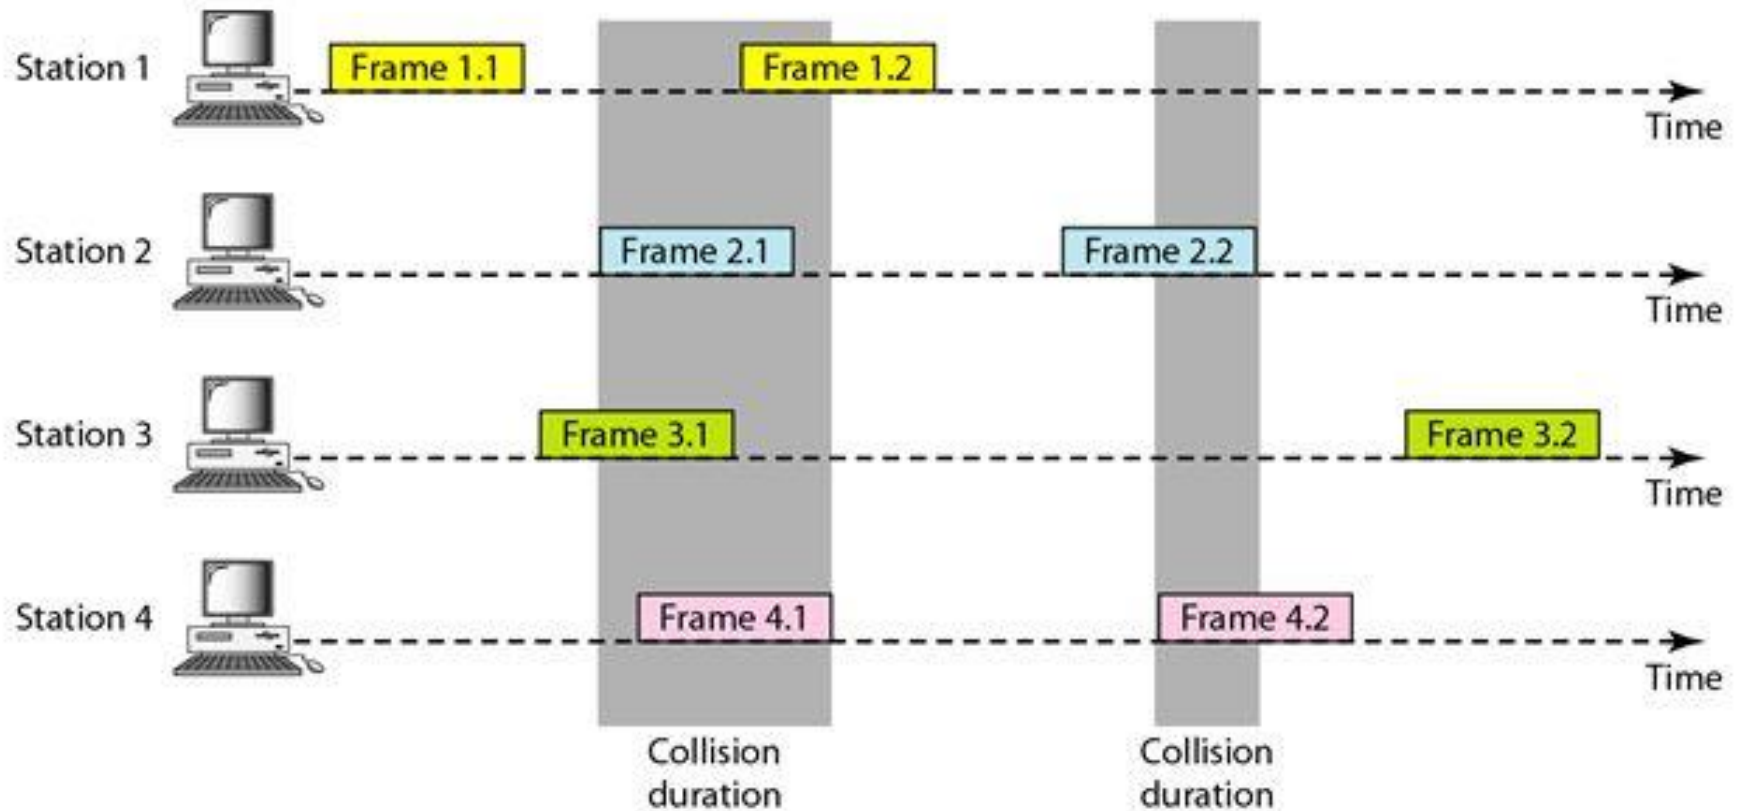 Station 1
Frame 1.1
Frame 1.2
Time
Station 2
Frame 2.1
Frame 2.2
Time
Station 3
Frame 3.1
Frame 3.2
Time
Station 4
Frame 4.1
Frame 4.2
Time
Collision
duration
Collision
duration